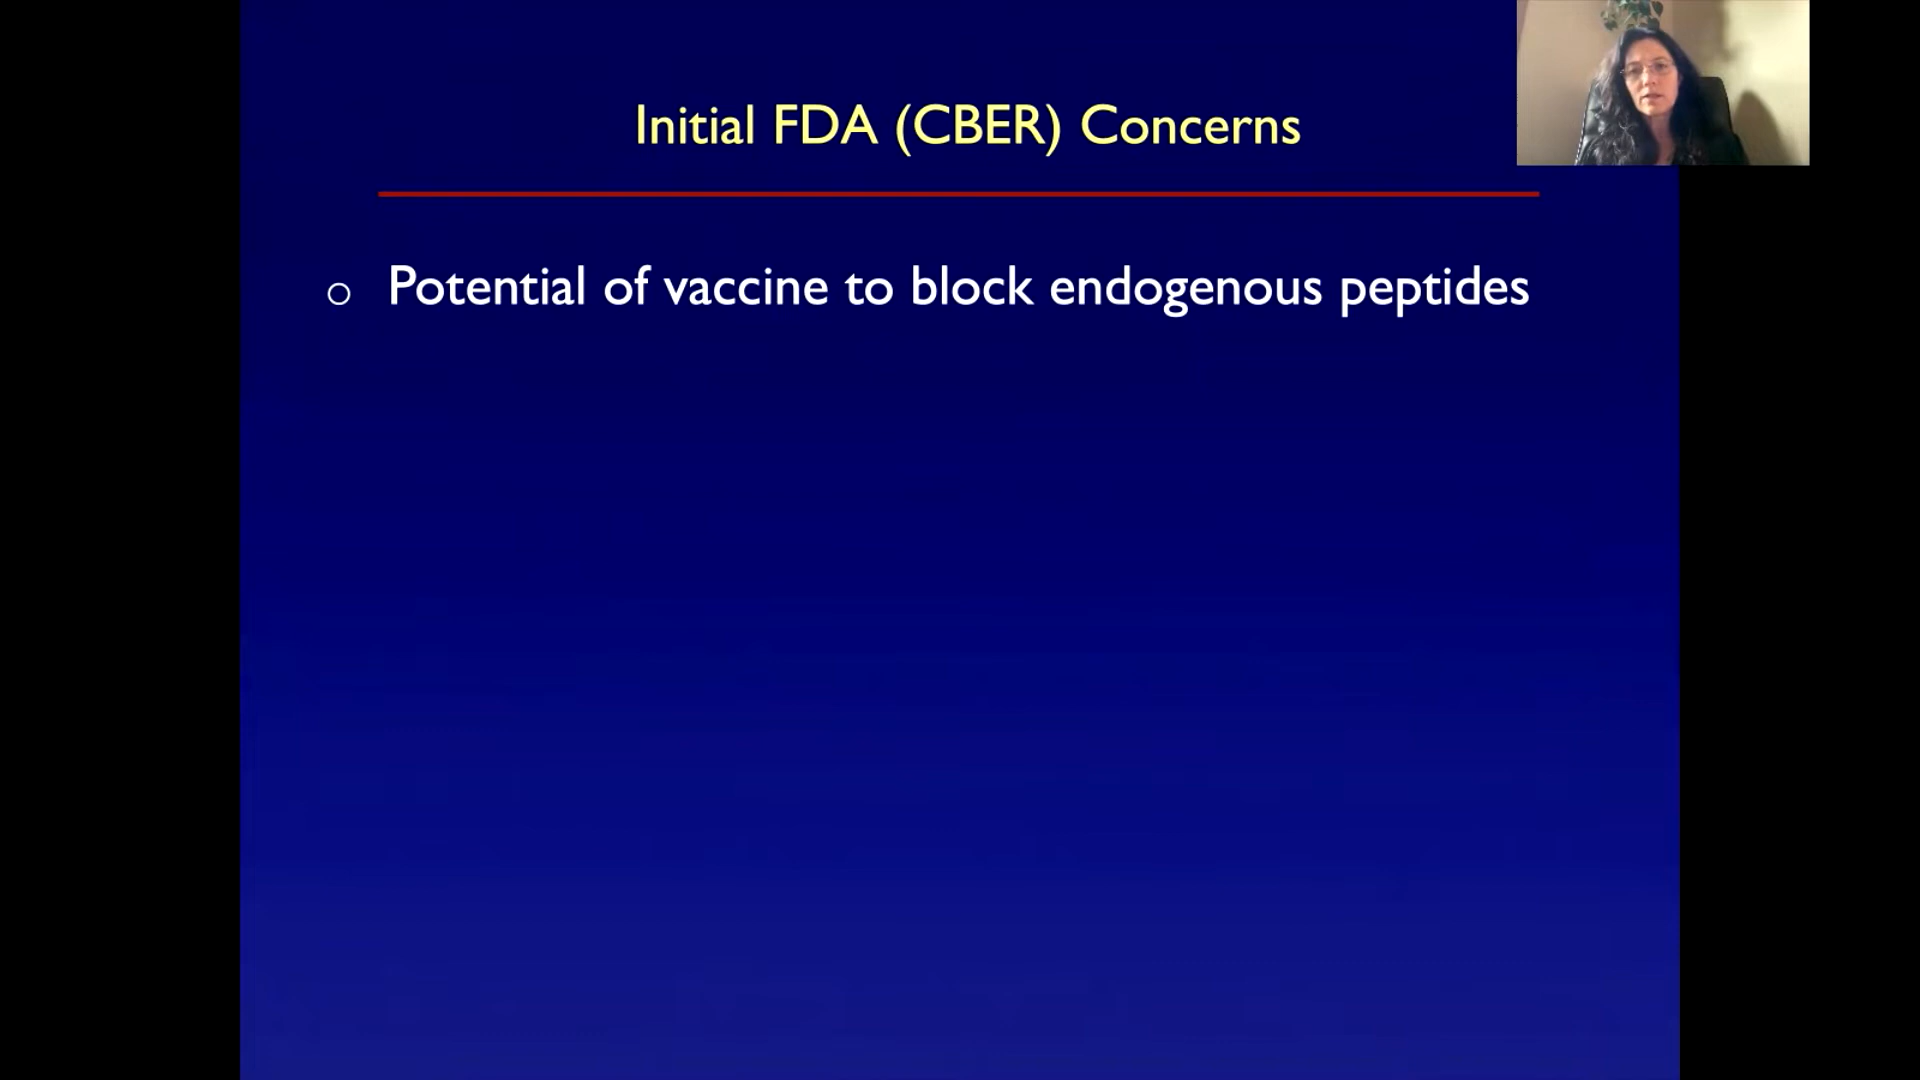 Initial FDA (CBER) Concerns
o Potential of vaccine to block endogenous peptides